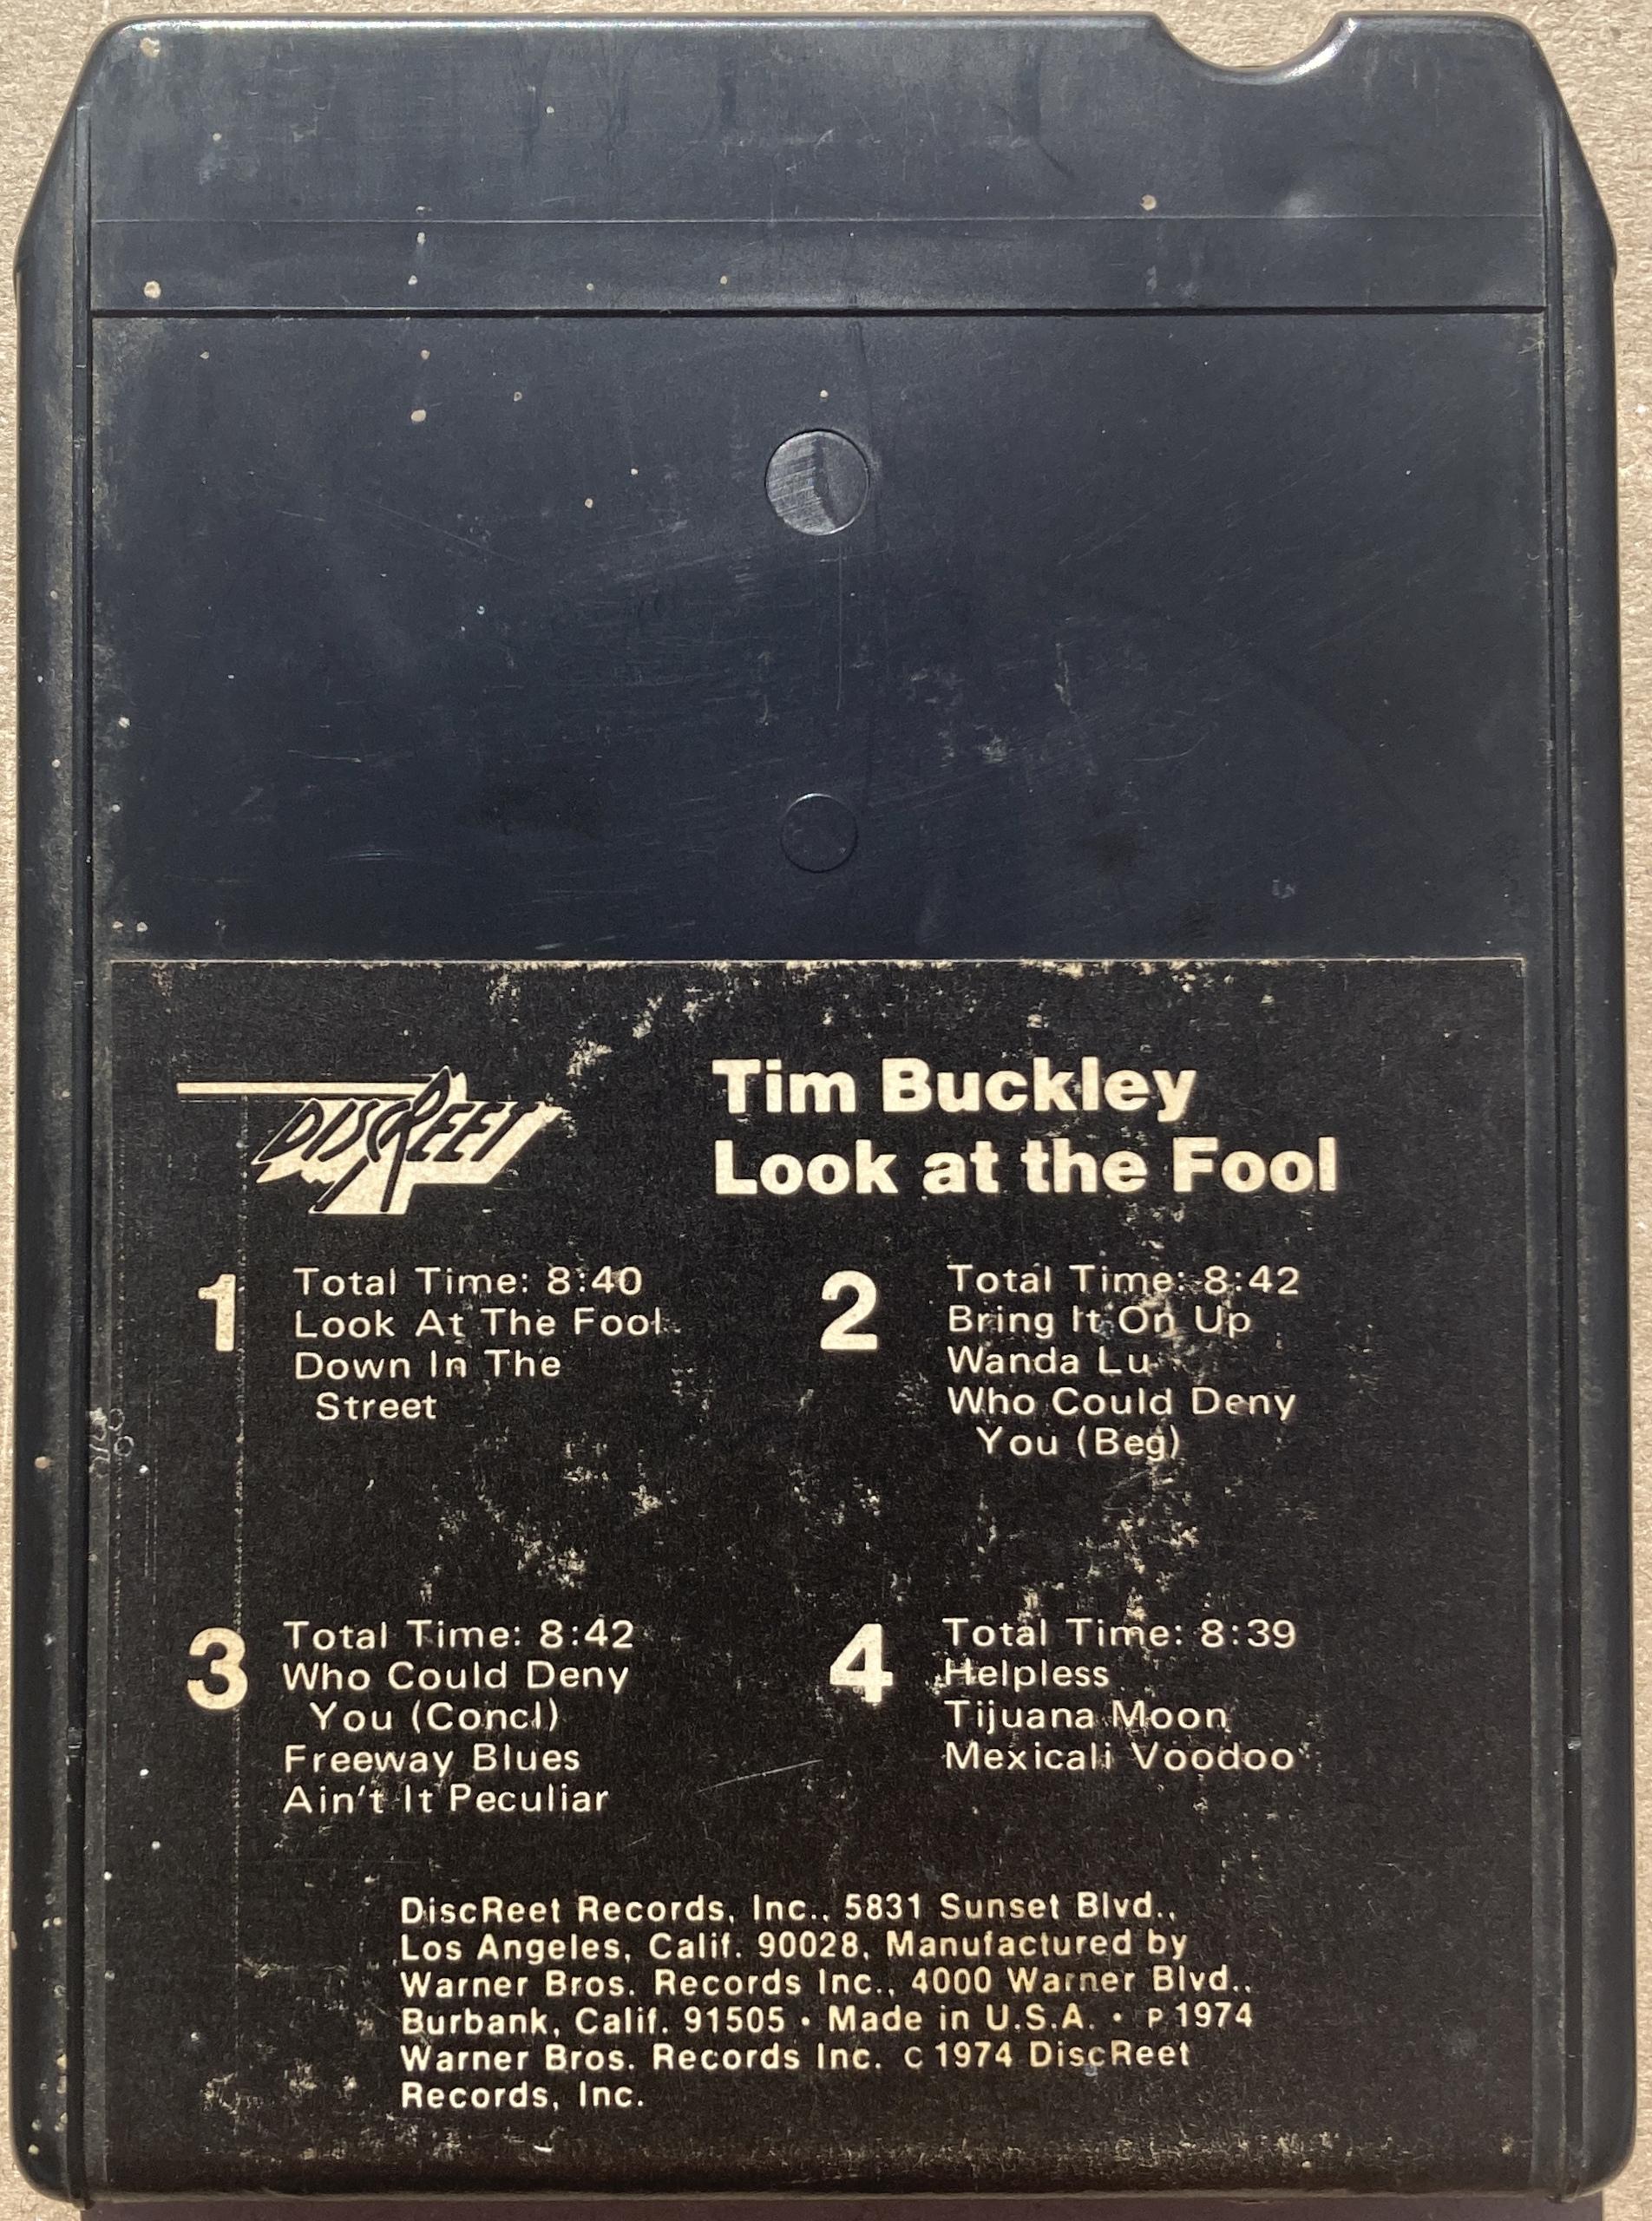 DISCREET
Tim Buckley
Look at the Fool
1
Total Time: 8:40
Look At The Fool
Down In The
Street
2
Total Time: 8:42
Bring It On Up
Wanda Lu
Who Could Deny
You (Beg)
3
Total Time: 8:42
Who Could Deny
You (Concl)
Freeway Blues
Ain't It Peculiar
4
Total Time: 8:39
Helpless
Tijuana Moon
Mexicali Voodoo
DiscReet Records, Inc., 5831 Sunset Blvd.,
Los Angeles, Calif. 90028, Manufactured by
Warner Bros. Records Inc., 4000 Warner Blvd.,
Burbank, Calif. 91505 • Made in U.S.A. • P 1974
Warner Bros. Records Inc. C 1974 DiscReet
Records, Inc.